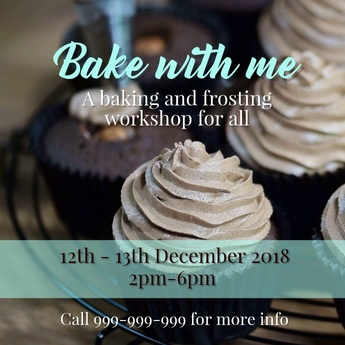 Bake with me
A baking and frosting
workshop for all
12th - 13th December 2018
2pm-6pm
Call 999-999-999 for more info